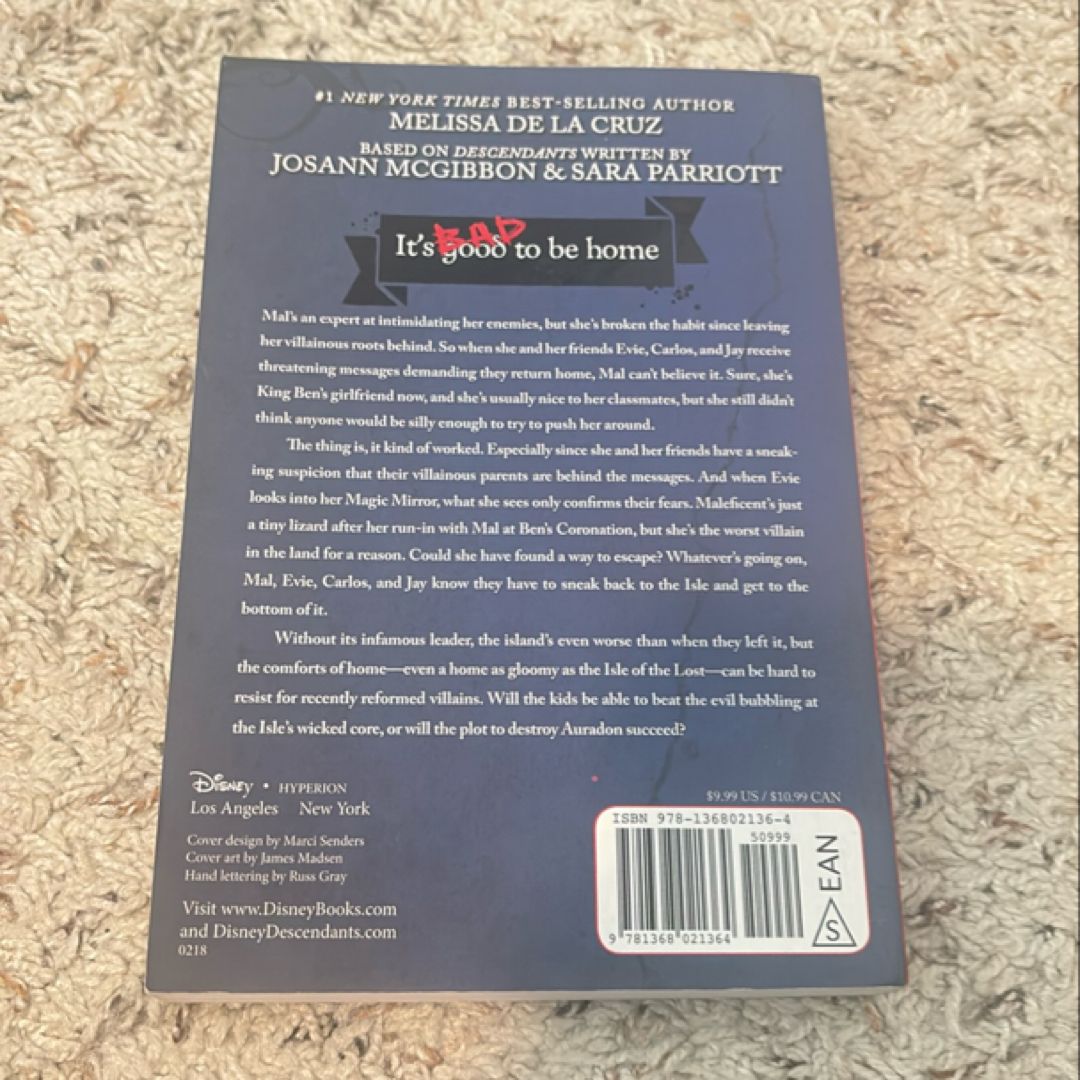 #1 NEW YORK TIMES BEST-SELLING AUTHOR
MELISSA DE LA CRUZ
BASED ON DESCENDANTS WRITTEN BY
JOSANN MCGIBBON & SARA PARRIOTT
BAD
It's good to be home
Mal's an expert at intimidating her enemies, but she's broken the habit since leaving
her villainous roots behind. So when she and her friends Evie, Carlos, and Jay receive
threatening messages demanding they return home, Mal can't believe it. Sure, she's
King Ben's girlfriend now, and she's usually nice to her classmates, but she still didn't
think anyone would be silly enough to try to push her around.
The thing is, it kind of worked. Especially since she and her friends have a sneak-
ing suspicion that their villainous parents are behind the messages. And when Evie
looks into her Magic Mirror, what she sees only confirms their fears. Maleficent's just
a tiny lizard after her run-in with Mal at Ben's Coronation, but she's the worst villain
in the land for a reason. Could she have found a way to escape? Whatever's going on,
Mal, Evie, Carlos, and Jay know they have to sneak back to the Isle and get to the
bottom of it.
Without its infamous leader, the island's even worse than when they left it, but
the comforts of home—even a home as gloomy as the Isle of the Lost—can be hard to
resist for recently reformed villains. Will the kids be able to beat the evil bubbling at
the Isle's wicked core, or will the plot to destroy Auradon succeed?
Disney • HYPERION
Los Angeles New York
Cover design by Marci Senders
Cover art by James Madsen
Hand lettering by Russ Gray
Visit www.DisneyBooks.com
and DisneyDescendants.com
0218
$9.99 US / $10.99 CAN
ISBN 978-136802136-4
50999
9 781368 021364
EAN
S